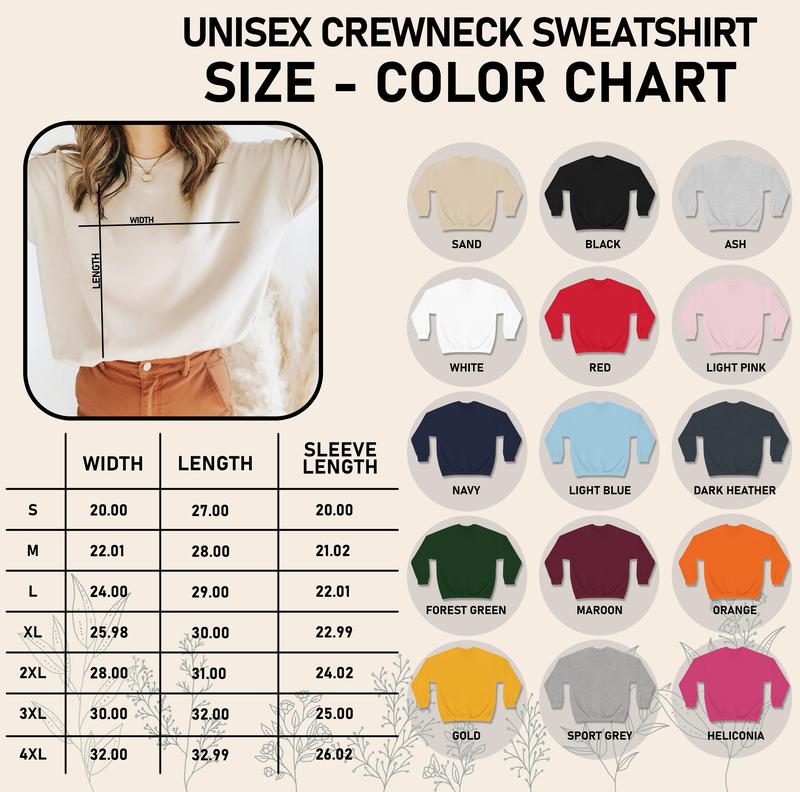 UNISEX CREWNECK SWEATSHIRT
SIZE - COLOR CHART
WIDTH
LENGTH
SAND
BLACK
ASH
WHITE
RED
LIGHT PINK
NAVY
LIGHT BLUE
DARK HEATHER
FOREST GREEN
MAROON
ORANGE
GOLD
SPORT GREY
HELICONIA
WIDTH LENGTH SLEEVE LENGTH
S 20.00 27.00 20.00
M 22.01 28.00 21.02
L 24.00 29.00 22.01
XL 25.98 30.00 22.99
2XL 28.00 31.00 24.02
3XL 30.00 32.00 25.00
4XL 32.00 32.99 26.02